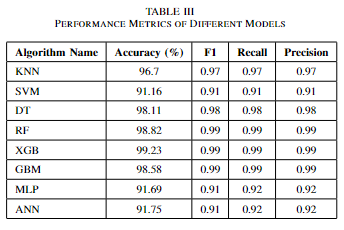 TABLE III
PERFORMANCE METRICS OF DIFFERENT MODELS
Algorithm Name Accuracy (%) F1 Recall Precision
KNN 96.7 0.97 0.97 0.97
SVM 91.16 0.91 0.91 0.91
DT 98.11 0.98 0.98 0.98
RF 98.82 0.99 0.99 0.99
XGB 99.23 0.99 0.99 0.99
GBM 98.58 0.99 0.99 0.99
MLP 91.69 0.91 0.92 0.92
ANN 91.75 0.91 0.92 0.92